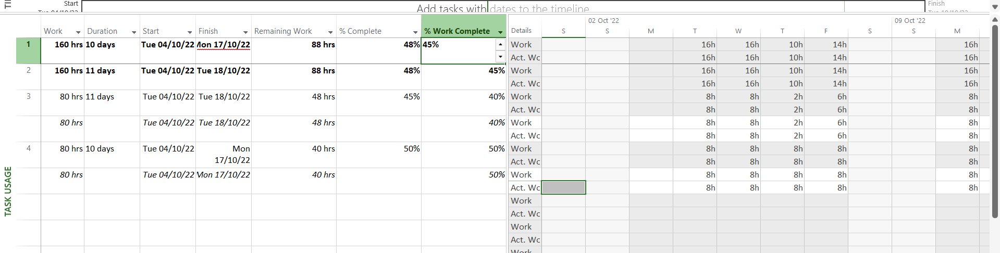 TI
Start
Add tasks with dates to the timeline
Finish
Work Duration Start Finish Remaining Work % Complete % Work Complete Details 02 Oct '22 09 Oct '22
S S M T W T F S S M
1 160 hrs 10 days Tue 04/10/22 Mon 17/10/22 88 hrs 48% 45% Work 16h 16h 10h 14h 16h
Act. Wc 16h 16h 10h 14h 16h
2 160 hrs 11 days Tue 04/10/22 Tue 18/10/22 88 hrs 48% 45% Work 16h 16h 10h 14h 16h
Act. Wc 16h 16h 10h 14h 16h
3 80 hrs 11 days Tue 04/10/22 Tue 18/10/22 48 hrs 45% 40% Work 8h 8h 2h 6h 8h
Act. Wc 8h 8h 2h 6h 8h
80 hrs Tue 04/10/22 Tue 18/10/22 48 hrs 40% Work 8h 8h 2h 6h 8h
Act. Wc 8h 8h 2h 6h 8h
4 80 hrs 10 days Tue 04/10/22 Mon 40 hrs 50% 50% Work 8h 8h 8h 8h 8h
17/10/22 Act. Wc 8h 8h 8h 8h 8h
80 hrs Tue 04/10/22 Mon 17/10/22 40 hrs 50% Work 8h 8h 8h 8h 8h
Act. Wc 8h 8h 8h 8h 8h
Work
Act. Wc
Work
Act. Wc
Work
TASK USAGE